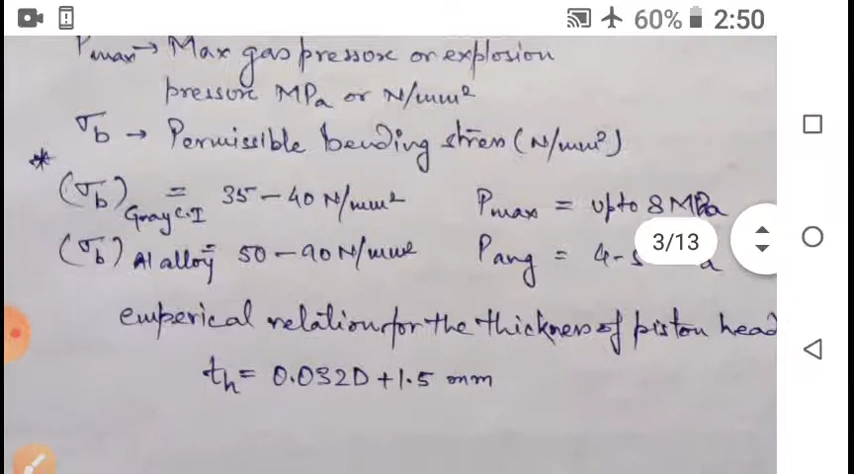 60% 2:50
Pmax → Max gas pressore or explosion
pressure MPa or N/mm²
σb → Permissible bending stress (N/mm²)
* (σb) Gray C.I = 35 - 40 N/mm² Pmax = upto 8 MPa
3/13
(σb) Al alloy = 50 - 90 N/mm² Pavg = 4-5
emperical relation for the thickness of piston head
th = 0.032D + 1.5 mm